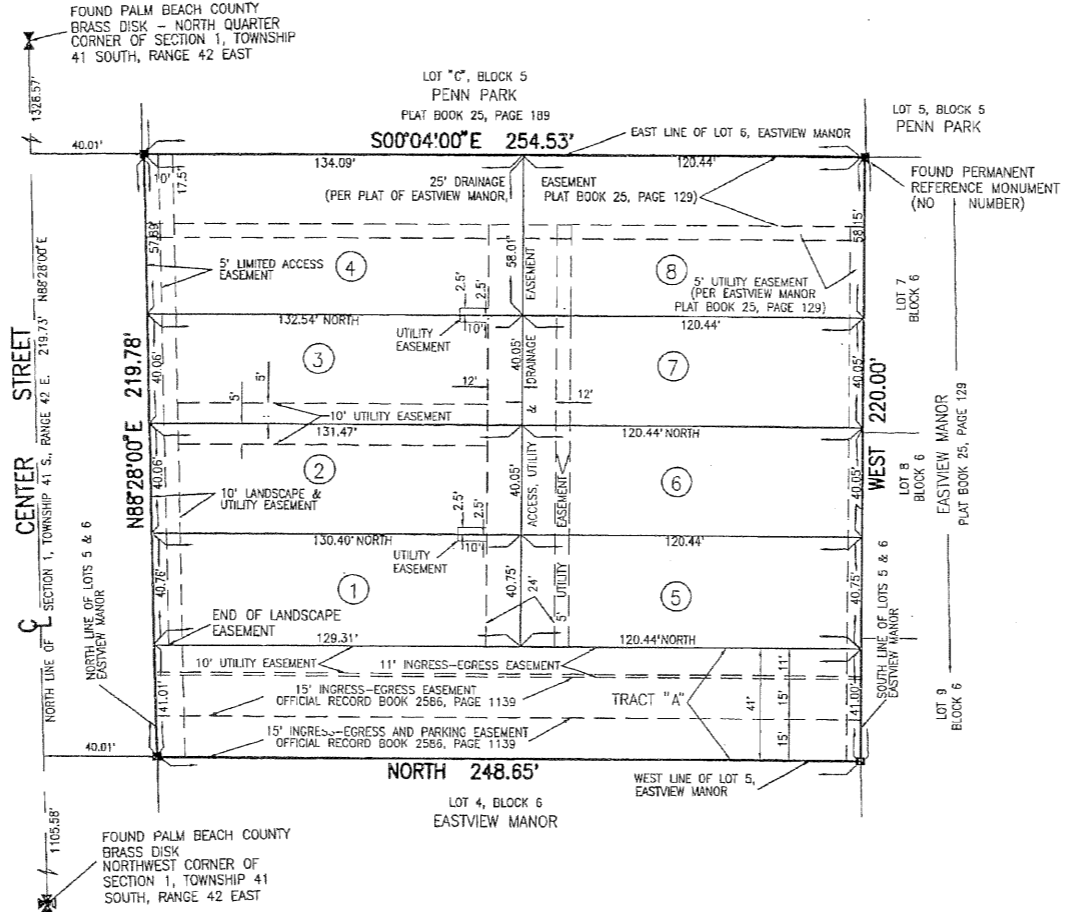 FOUND PALM BEACH COUNTY
BRASS DISK - NORTH QUARTER
CORNER OF SECTION 1, TOWNSHIP
41 SOUTH, RANGE 42 EAST
1326.57'
40.01'
LOT "C", BLOCK 5
PENN PARK
PLAT BOOK 25, PAGE 189
S00°04'00"E 254.53'
EAST LINE OF LOT 6, EASTVIEW MANOR
LOT 5, BLOCK 5
PENN PARK
FOUND PERMANENT
REFERENCE MONUMENT
(NO NUMBER)
134.09'
120.44'
10'
17.5'
25' DRAINAGE
(PER PLAT OF EASTVIEW MANOR,
EASEMENT
PLAT BOOK 25, PAGE 129)
57.89'
58.01'
58.15'
5' LIMITED ACCESS
EASEMENT
4
8
2.5'
2.5'
10'
UTILITY
EASEMENT
5' UTILITY EASEMENT
(PER EASTVIEW MANOR
PLAT BOOK 25, PAGE 129)
LOT 7
BLOCK 6
132.54' NORTH
120.44'
3
7
40.06'
40.05'
40.05'
5'
5'
12'
12'
10' UTILITY EASEMENT
131.47'
120.44' NORTH
N88°28'00"E 219.78'
WEST 220.00'
CENTER STREET
C L
NORTH LINE OF SECTION 1, TOWNSHIP 41 S., RANGE 42 E. 219.73' N88°28'00"E
2
6
40.06'
40.05'
40.05'
10' LANDSCAPE &
UTILITY EASEMENT
ACCESS, UTILITY & DRAINAGE EASEMENT
5' UTILITY EASEMENT
LOT 8
BLOCK 6
EASTVIEW MANOR
PLAT BOOK 25, PAGE 129
2.5'
2.5'
10'
130.40' NORTH
120.44'
UTILITY
EASEMENT
1
5
40.76'
40.75'
40.75'
24'
NORTH LINE OF LOTS 5 & 6
EASTVIEW MANOR
SOUTH LINE OF LOTS 5 & 6
EASTVIEW MANOR
END OF LANDSCAPE
EASEMENT
129.31'
120.44' NORTH
10' UTILITY EASEMENT
11' INGRESS-EGRESS EASEMENT
15' INGRESS-EGRESS EASEMENT
OFFICIAL RECORD BOOK 2586, PAGE 1139
TRACT "A"
41.01'
41'
11'
15'
15'
41.00'
15' INGRESS-EGRESS AND PARKING EASEMENT
OFFICIAL RECORD BOOK 2586, PAGE 1139
LOT 9
BLOCK 6
40.01'
NORTH 248.65'
WEST LINE OF LOT 5,
EASTVIEW MANOR
LOT 4, BLOCK 6
EASTVIEW MANOR
1105.58'
FOUND PALM BEACH COUNTY
BRASS DISK
NORTHWEST CORNER OF
SECTION 1, TOWNSHIP 41
SOUTH, RANGE 42 EAST